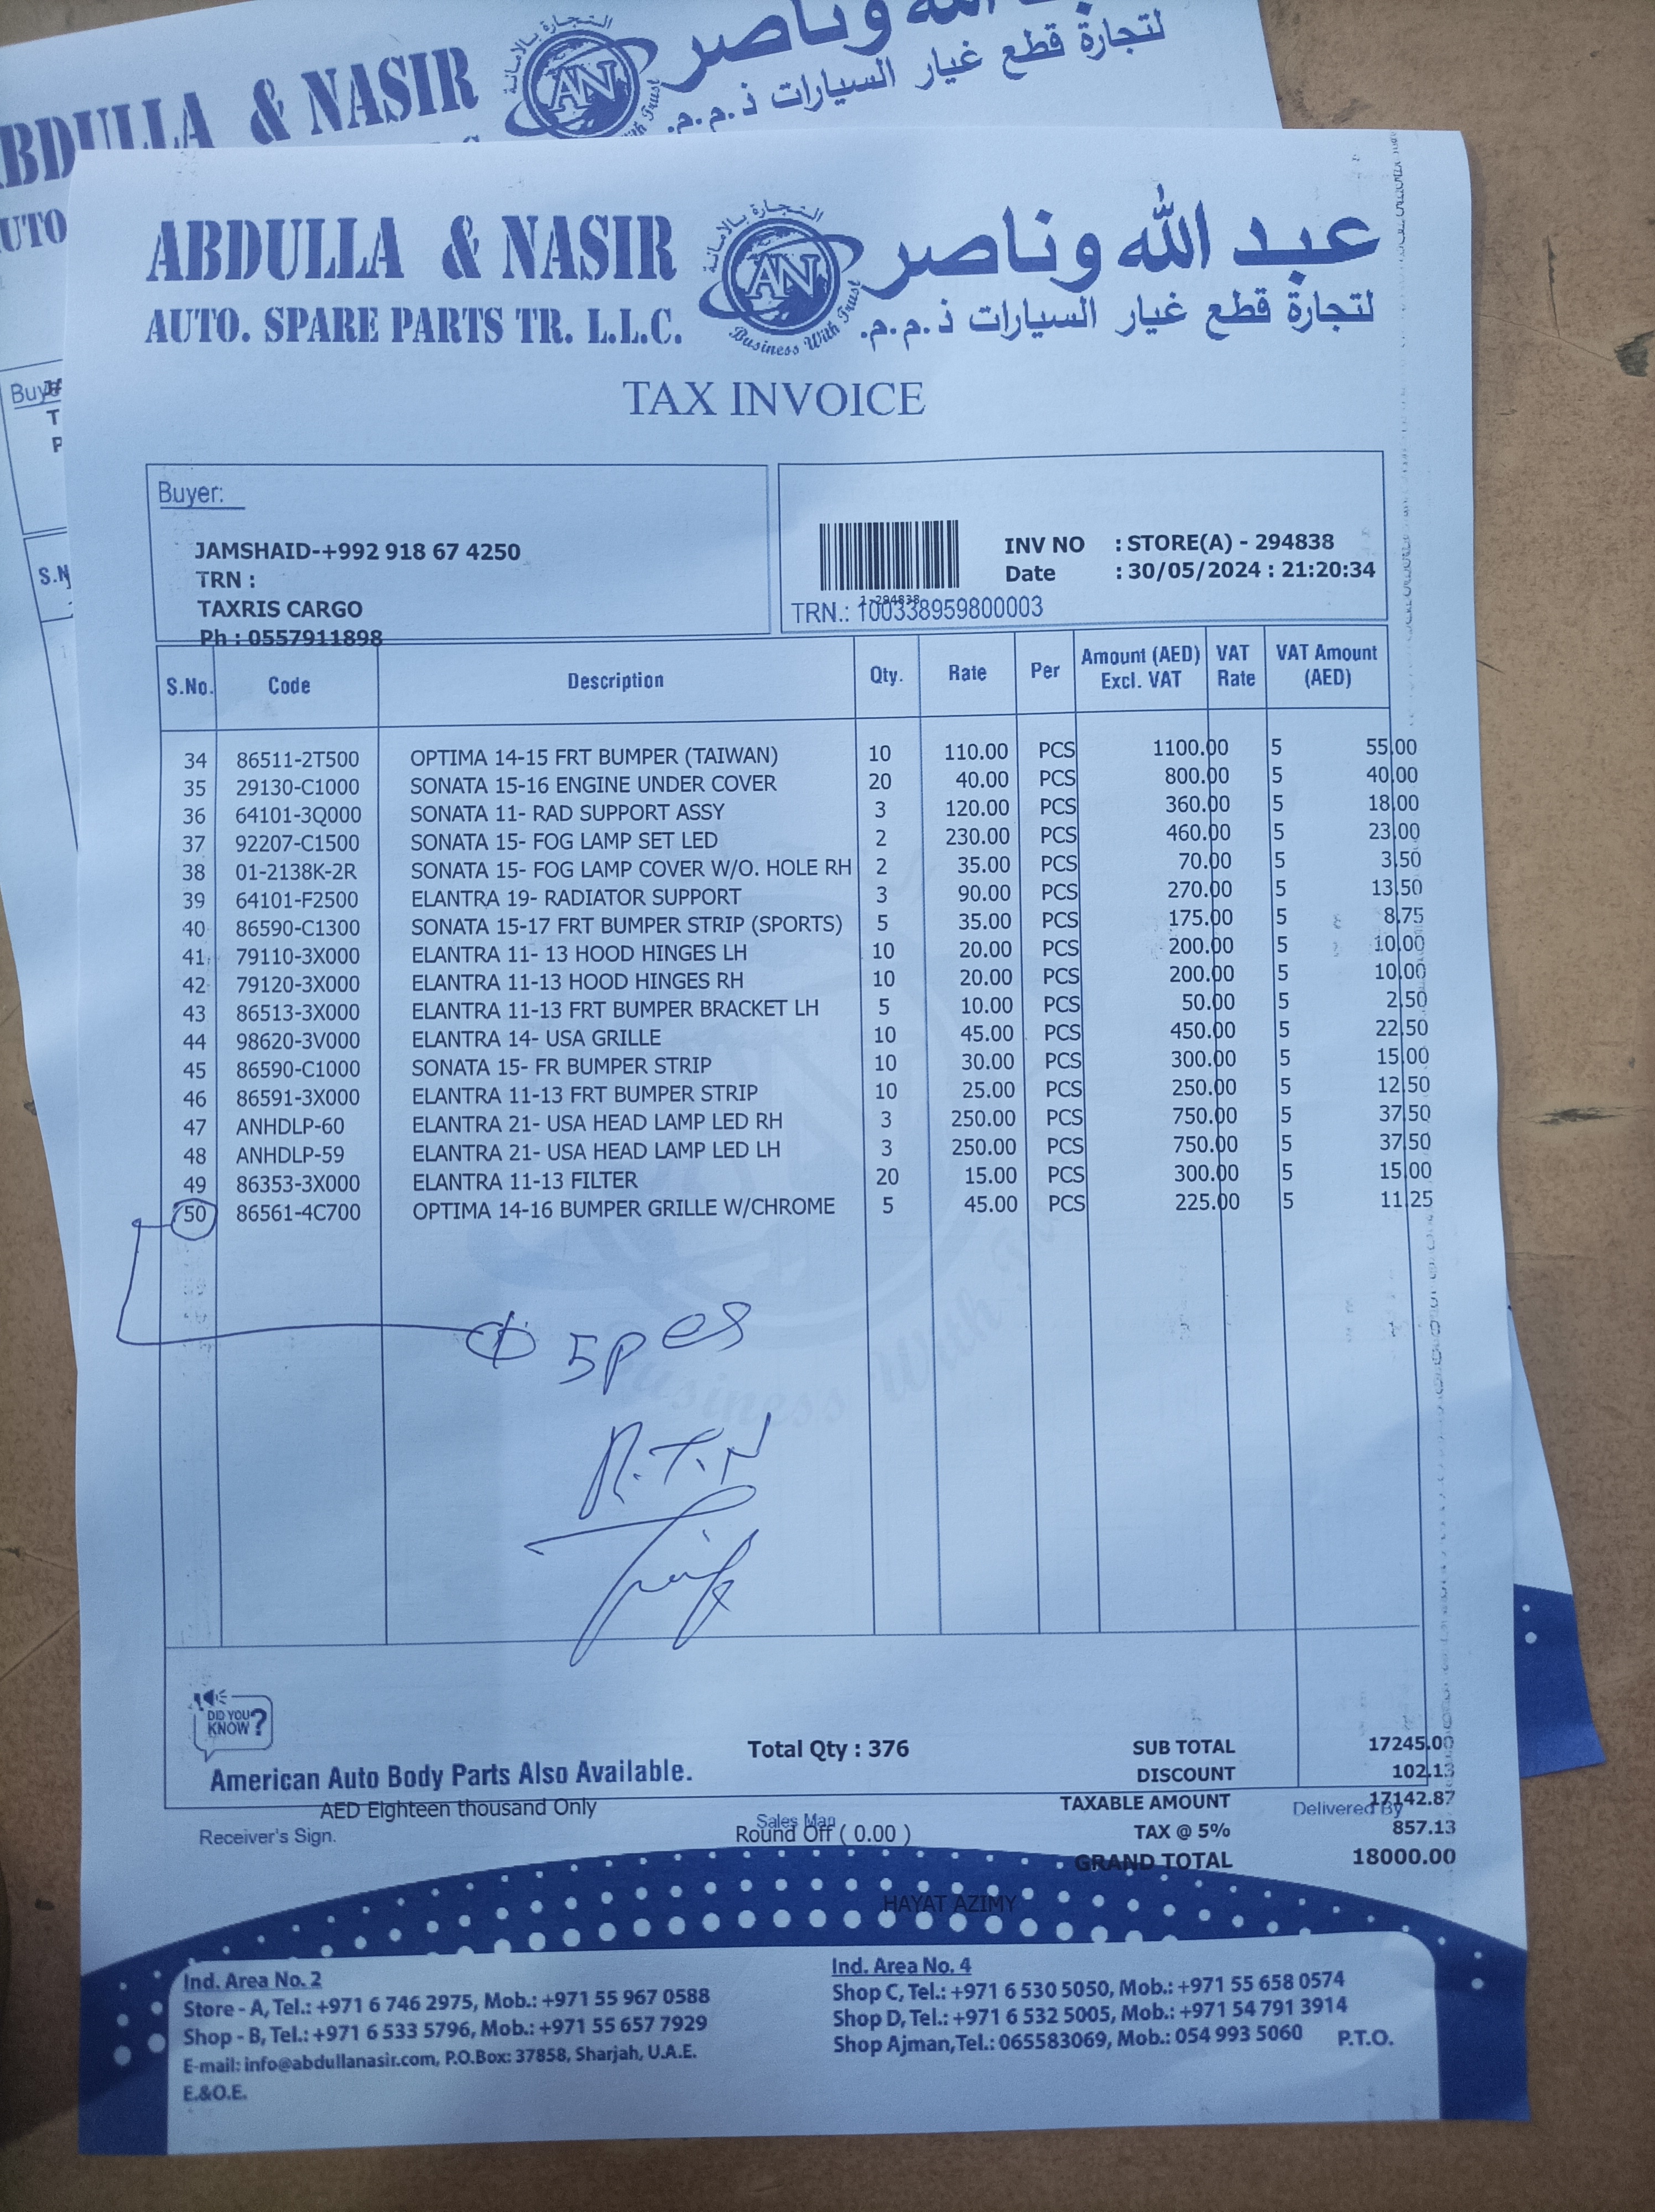 BDULLA & NASIR
لتجارة قطع غيار السيارات ذ.م.م.
ABDULLA & NASIR
AUTO. SPARE PARTS TR. L.L.C.
التجارة بالامانة
AN
Business With Trust
عبد الله وناصر
لتجارة قطع غيار السيارات ذ.م.م.
TAX INVOICE
Buyer:
JAMSHAID-+992 918 67 4250
TRN :
TAXRIS CARGO
Ph : 0557911898
INV NO : STORE(A) - 294838
Date : 30/05/2024 : 21:20:34
1-294838
TRN.: 100338959800003
S.No. Code Description Qty. Rate Per Amount (AED) Excl. VAT VAT Rate VAT Amount (AED)
34 86511-2T500 OPTIMA 14-15 FRT BUMPER (TAIWAN) 10 110.00 PCS 1100.00 5 55.00
35 29130-C1000 SONATA 15-16 ENGINE UNDER COVER 20 40.00 PCS 800.00 5 40.00
36 64101-3Q000 SONATA 11- RAD SUPPORT ASSY 3 120.00 PCS 360.00 5 18.00
37 92207-C1500 SONATA 15- FOG LAMP SET LED 2 230.00 PCS 460.00 5 23.00
38 01-2138K-2R SONATA 15- FOG LAMP COVER W/O. HOLE RH 2 35.00 PCS 70.00 5 3.50
39 64101-F2500 ELANTRA 19- RADIATOR SUPPORT 3 90.00 PCS 270.00 5 13.50
40 86590-C1300 SONATA 15-17 FRT BUMPER STRIP (SPORTS) 5 35.00 PCS 175.00 5 8.75
41 79110-3X000 ELANTRA 11- 13 HOOD HINGES LH 10 20.00 PCS 200.00 5 10.00
42 79120-3X000 ELANTRA 11-13 HOOD HINGES RH 10 20.00 PCS 200.00 5 10.00
43 86513-3X000 ELANTRA 11-13 FRT BUMPER BRACKET LH 5 10.00 PCS 50.00 5 2.50
44 98620-3V000 ELANTRA 14- USA GRILLE 10 45.00 PCS 450.00 5 22.50
45 86590-C1000 SONATA 15- FR BUMPER STRIP 10 30.00 PCS 300.00 5 15.00
46 86591-3X000 ELANTRA 11-13 FRT BUMPER STRIP 10 25.00 PCS 250.00 5 12.50
47 ANHDLP-60 ELANTRA 21- USA HEAD LAMP LED RH 3 250.00 PCS 750.00 5 37.50
48 ANHDLP-59 ELANTRA 21- USA HEAD LAMP LED LH 3 250.00 PCS 750.00 5 37.50
49 86353-3X000 ELANTRA 11-13 FILTER 20 15.00 PCS 300.00 5 15.00
50 86561-4C700 OPTIMA 14-16 BUMPER GRILLE W/CHROME 5 45.00 PCS 225.00 5 11.25
5pes
R.T.N
DID YOU KNOW?
American Auto Body Parts Also Available.
Total Qty : 376
SUB TOTAL 17245.00
DISCOUNT 102.13
TAXABLE AMOUNT 17142.87
TAX @ 5% 857.13
GRAND TOTAL 18000.00
AED Eighteen thousand Only
Receiver's Sign.
Sales Man
Round Off ( 0.00 )
Delivered By
HAYAT AZIMY
Ind. Area No. 2
Store - A, Tel.: +971 6 746 2975, Mob.: +971 55 967 0588
Shop - B, Tel.: +971 6 533 5796, Mob.: +971 55 657 7929
E-mail: info@abdullanasir.com, P.O.Box: 37858, Sharjah, U.A.E.
E.&O.E.
Ind. Area No. 4
Shop C, Tel.: +971 6 530 5050, Mob.: +971 55 658 0574
Shop D, Tel.: +971 6 532 5005, Mob.: +971 54 791 3914
Shop Ajman, Tel.: 065583069, Mob.: 054 993 5060
P.T.O.